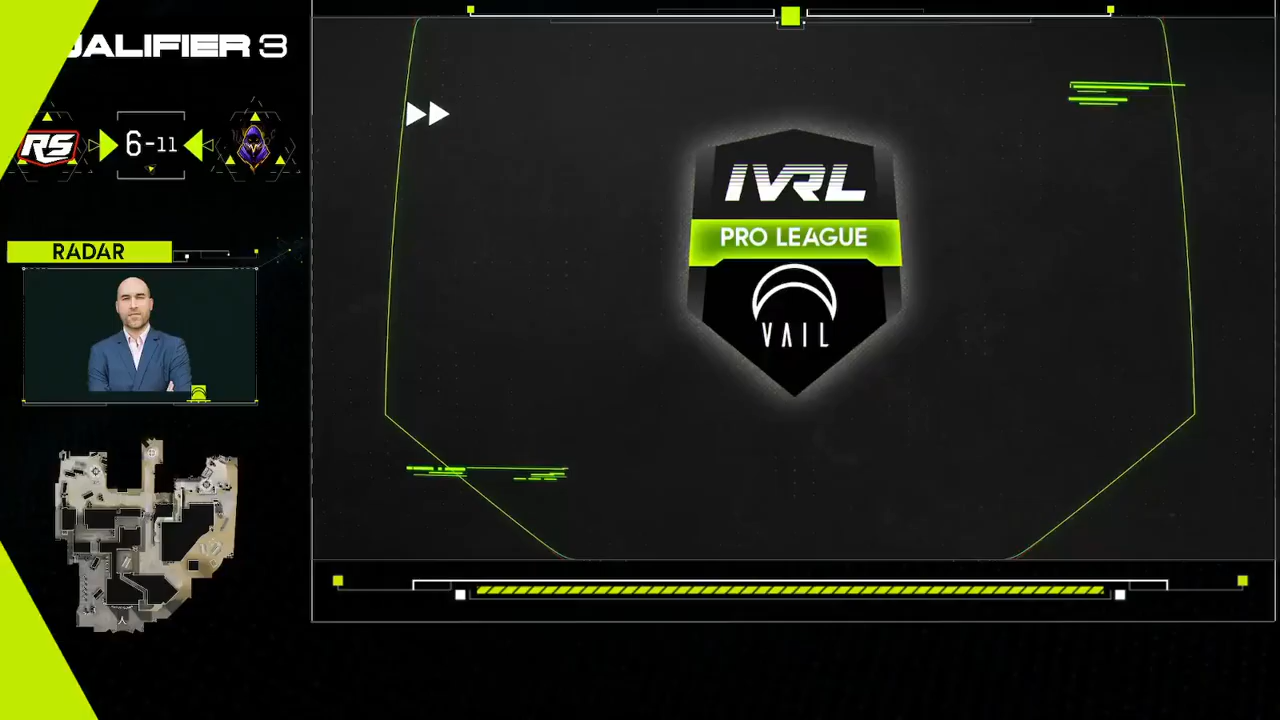 UALIFIER 3
RS
6-11
RADAR
IVRL
PRO LEAGUE
VAIL